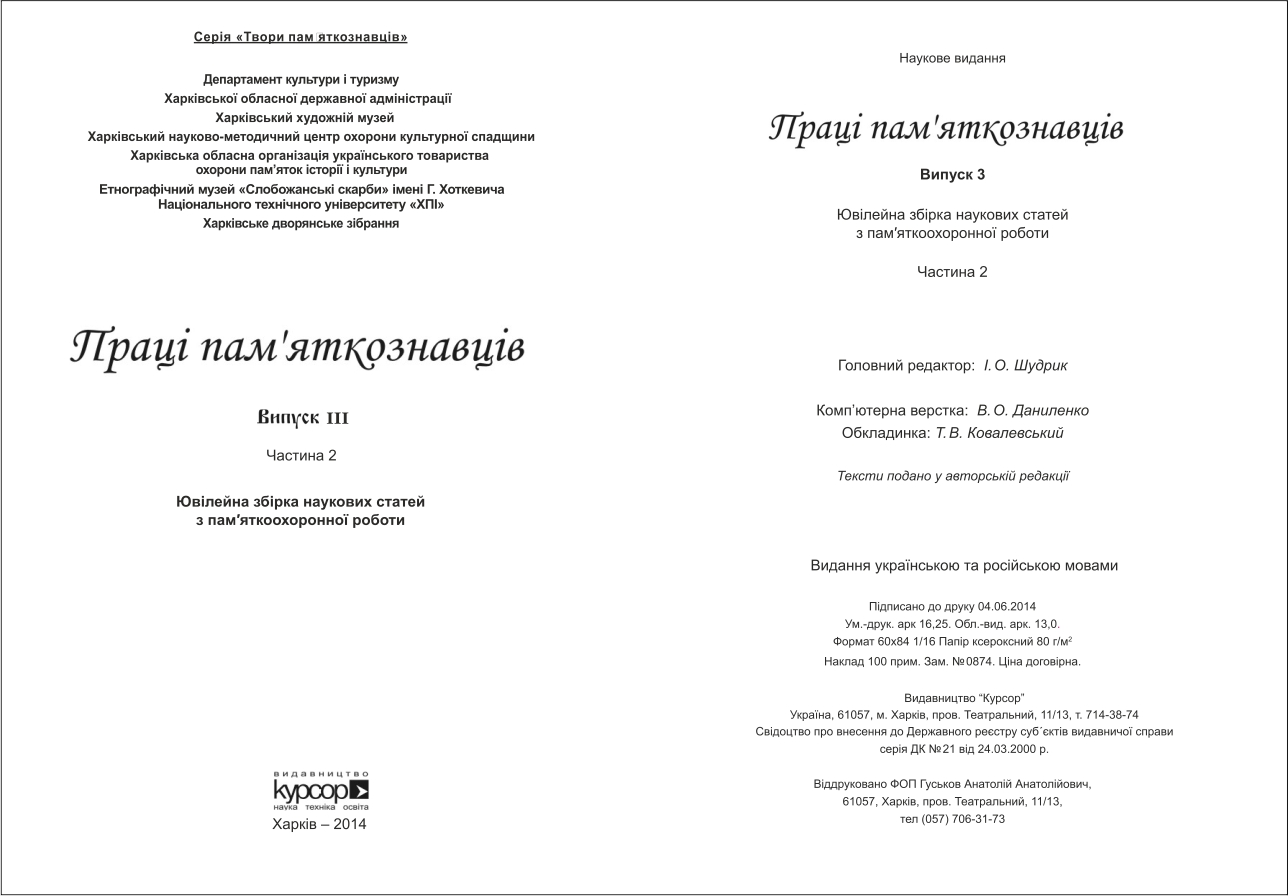 Серія «Твори пам яткознавців»
Департамент культури і туризму
Харківської обласної державної адміністрації
Харківський художній музей
Харківський науково-методичний центр охорони культурної спадщини
Харківська обласна організація українського товариства
охорони пам’яток історії і культури
Етнографічний музей «Слобожанські скарби» імені Г. Хоткевича
Національного технічного університету «ХПІ»
Харківське дворянське зібрання
Праці пам'яткознавців
Випуск III
Частина 2
Ювілейна збірка наукових статей
з пам′яткоохоронної роботи
видавництво
курсор
наука техніка освіта
Харків – 2014
Наукове видання
Праці пам'яткознавців
Випуск 3
Ювілейна збірка наукових статей
з пам′яткоохоронної роботи
Частина 2
Головний редактор: І. О. Шудрик
Комп’ютерна верстка: В. О. Даниленко
Обкладинка: Т. В. Ковалевський
Тексти подано у авторській редакції
Видання українською та російською мовами
Підписано до друку 04.06.2014
Ум.-друк. арк 16,25. Обл.-вид. арк. 13,0.
Формат 60х84 1/16 Папір ксероксний 80 г/м²
Наклад 100 прим. Зам. №0874. Ціна договірна.
Видавництво “Курсор”
Україна, 61057, м. Харків, пров. Театральний, 11/13, т. 714-38-74
Свідоцтво про внесення до Державного реєстру суб´єктів видавничої справи
серія ДК №21 від 24.03.2000 р.
Віддруковано ФОП Гуськов Анатолій Анатолійович,
61057, Харків, пров. Театральний, 11/13,
тел (057) 706-31-73